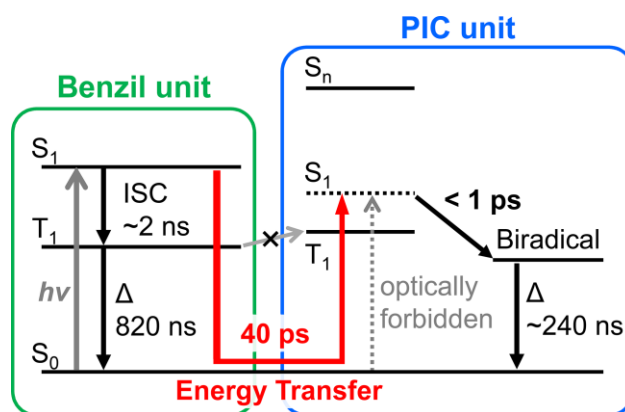 PIC unit
Benzil unit
Sn
S1
ISC
~2 ns
S1
< 1 ps
T1
×
T1
Biradical
hν
Δ
820 ns
40 ps
optically
forbidden
Δ
~240 ns
S0
Energy Transfer